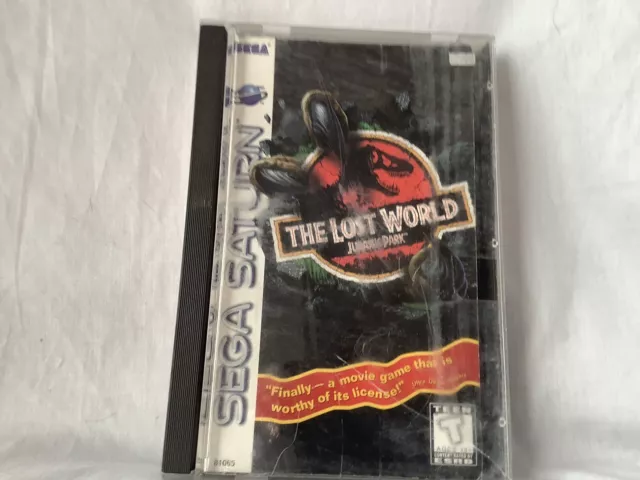 SEGA
SEGA SATURN
THE LOST WORLD
JURASSIC PARK
"Finally— a movie game that is
worthy of its license!"
81065
TEEN
T
ESRB